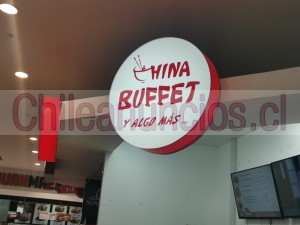 CHINA
BUFFET
Y ALGO MÁS...
Chileanuncios.cl